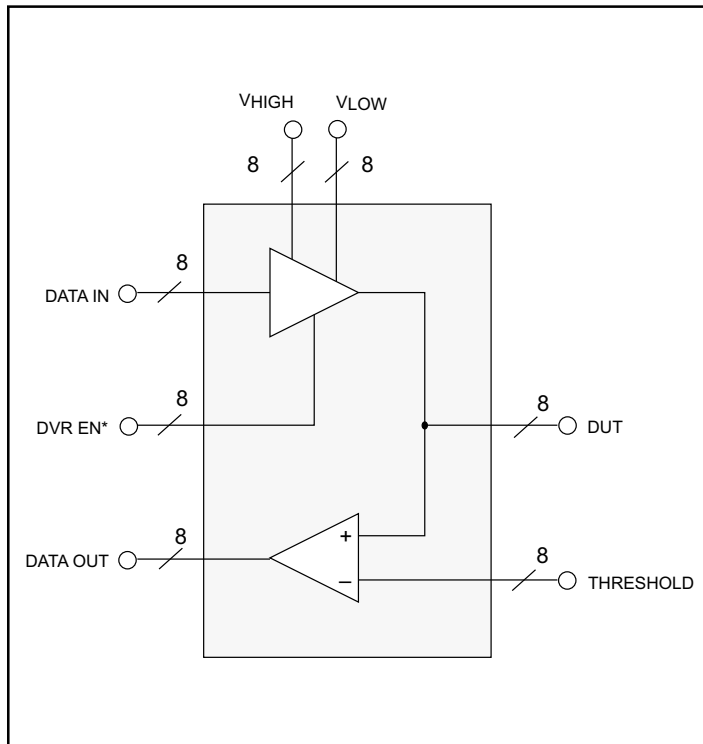 VHIGH VLOW
8 8
8
DATA IN
8
DVR EN*
8
DUT
8
DATA OUT
+
8
–
THRESHOLD